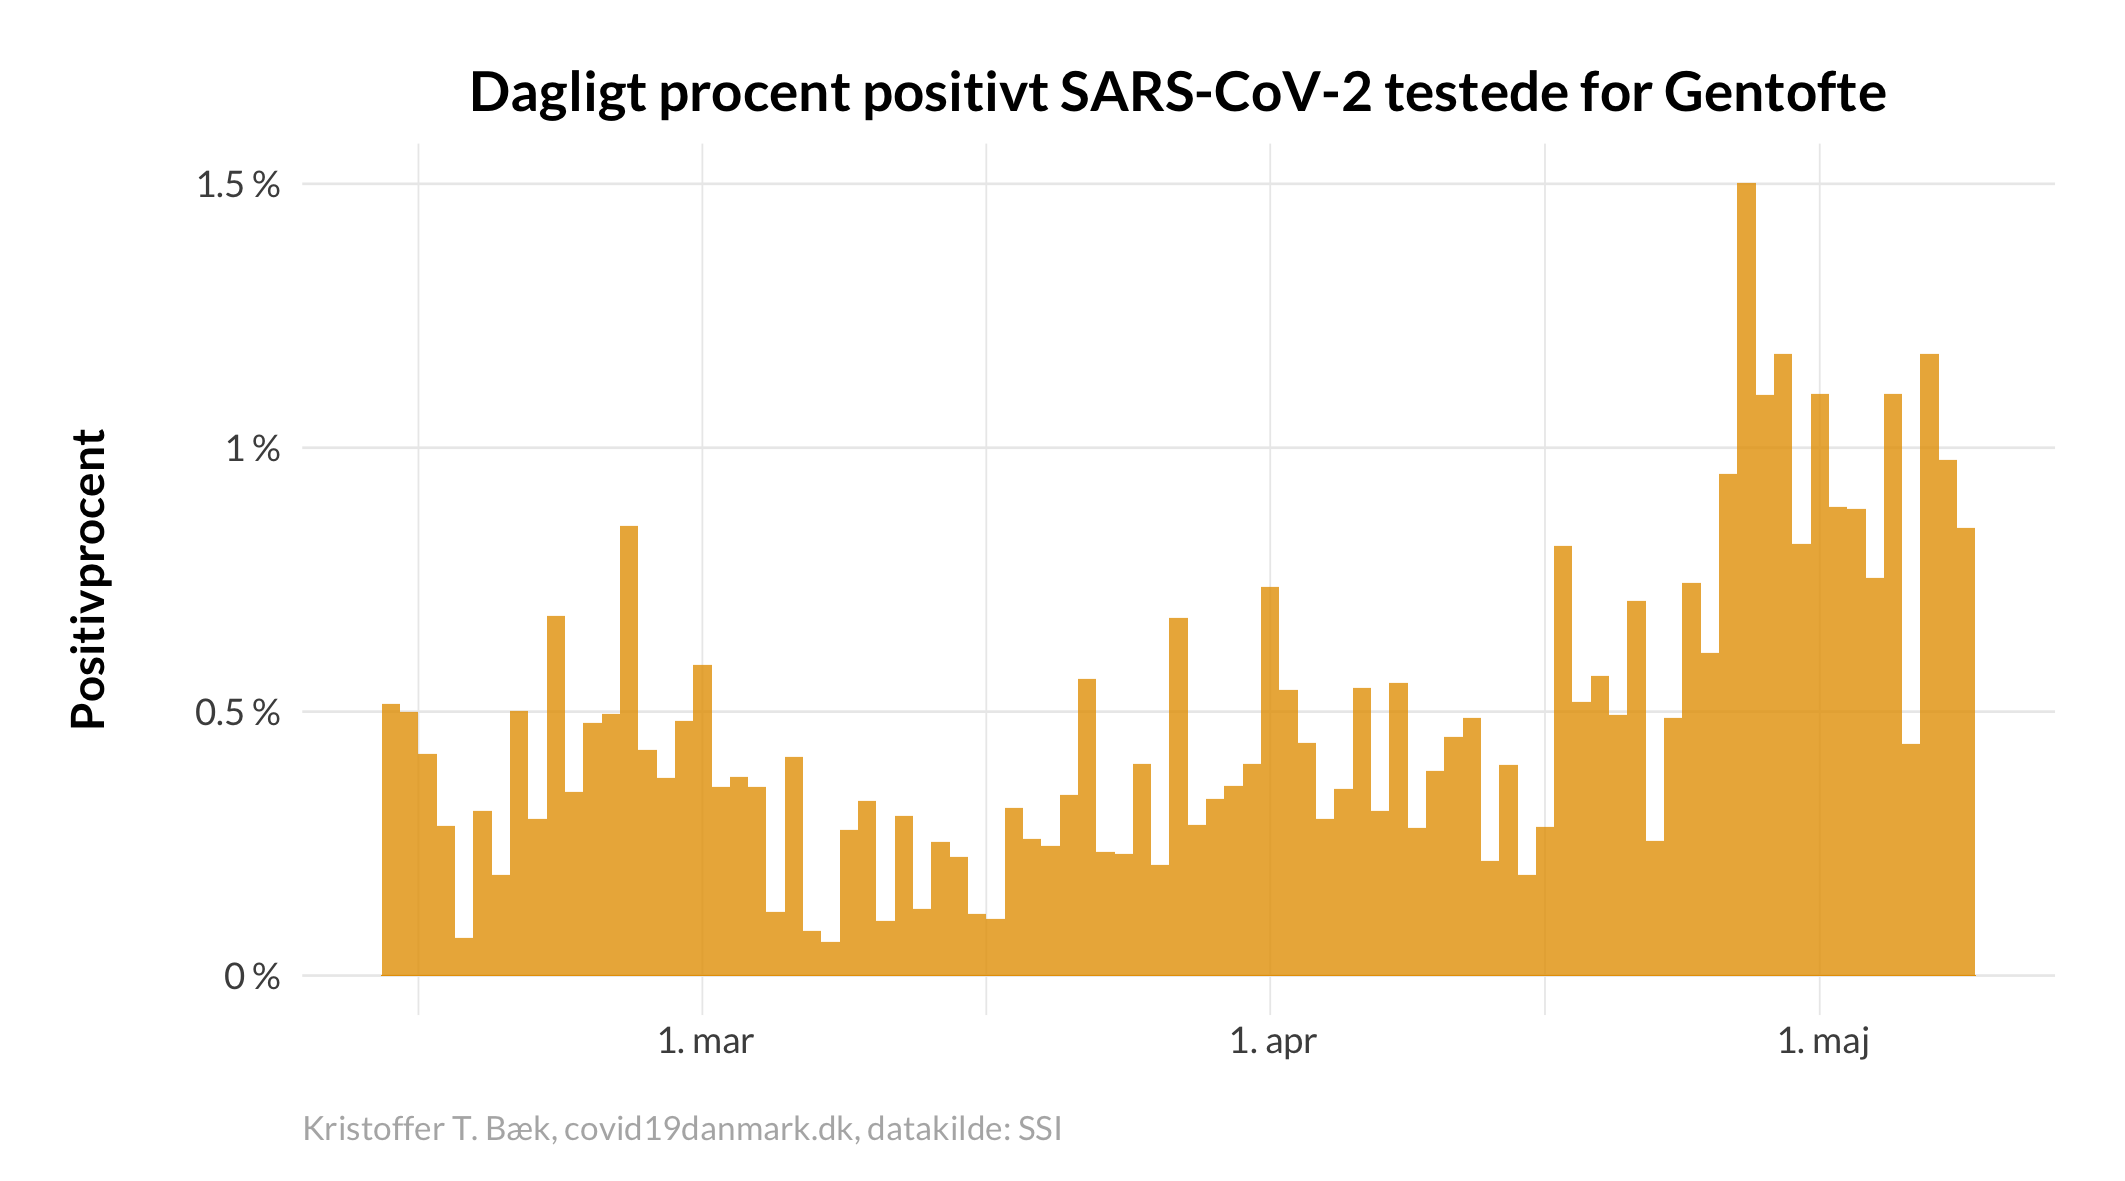 Dagligt procent positivt SARS-CoV-2 testede for Gentofte
Positivprocent
1.5 %
1 %
0.5 %
0 %
1. mar
1. apr
1. maj
Kristoffer T. Bæk, covid19danmark.dk, datakilde: SSI